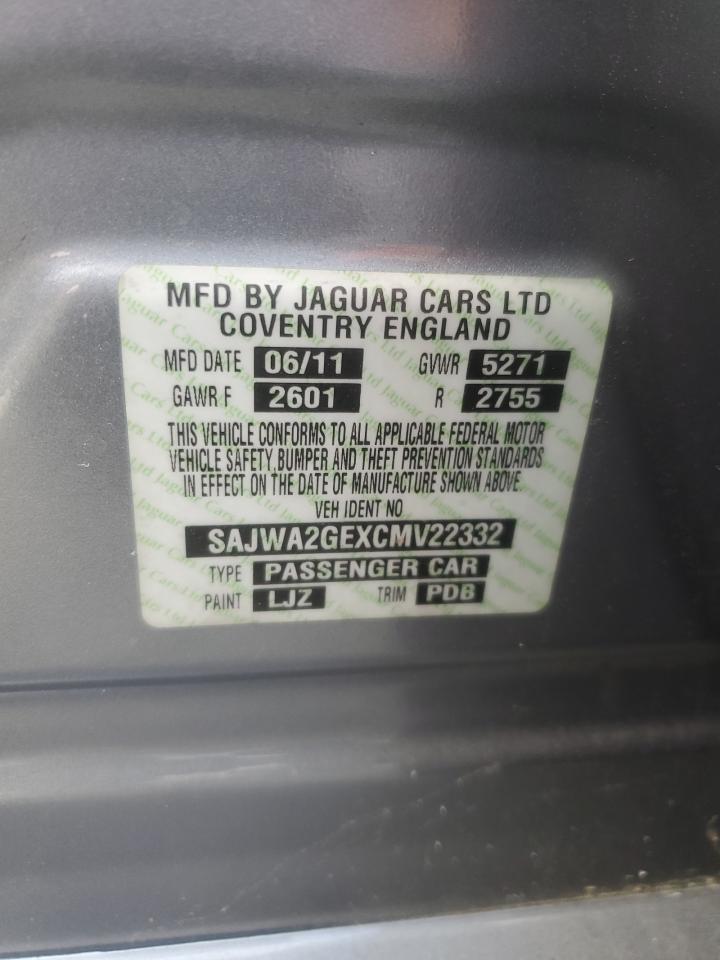 MFD BY JAGUAR CARS LTD
COVENTRY ENGLAND
MFD DATE 06/11 GVWR 5271
GAWR F 2601 R 2755
THIS VEHICLE CONFORMS TO ALL APPLICABLE FEDERAL MOTOR
VEHICLE SAFETY, BUMPER AND THEFT PREVENTION STANDARDS
IN EFFECT ON THE DATE OF MANUFACTURE SHOWN ABOVE
VEH IDENT NO
SAJWA2GEXCMV22332
TYPE PASSENGER CAR
PAINT LJZ TRIM PDB